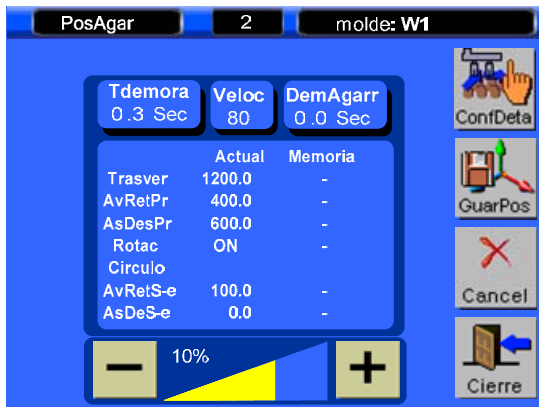 PosAgar 2 molde: W1
Tdemora Veloc DemAgarr
0.3 Sec 80 0.0 Sec
ConfDeta
Actual Memoria
Trasver 1200.0 -
AvRetPr 400.0 -
AsDesPr 600.0 -
Rotac ON -
Circulo
AvRetS-e 100.0 -
AsDeS-e 0.0 -
GuarPos
Cancel
− 10% +
Cierre